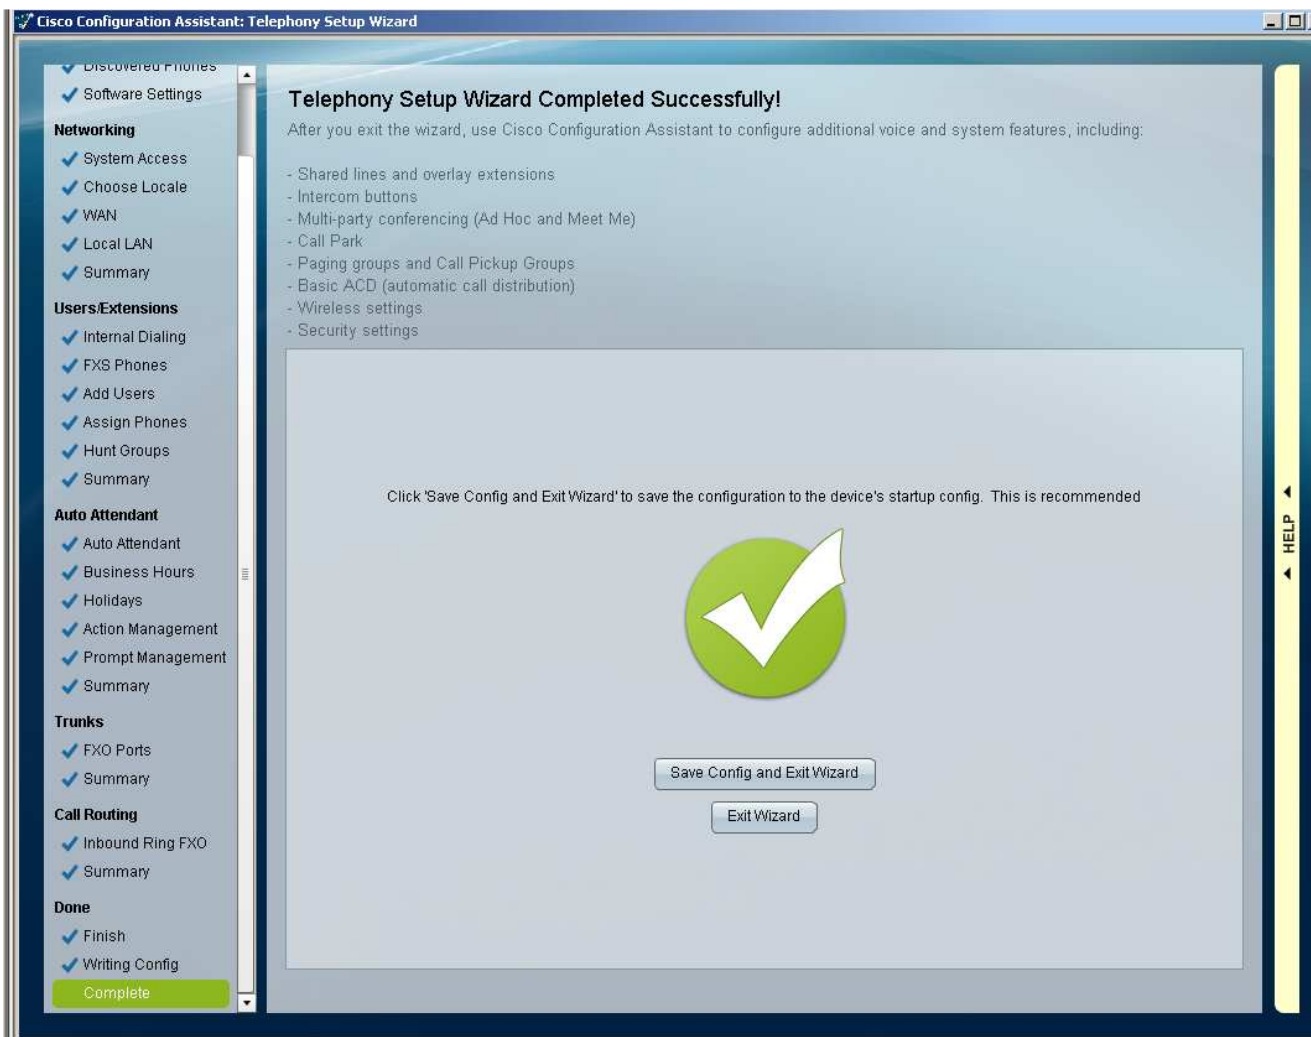 Cisco Configuration Assistant: Telephony Setup Wizard
Discovered Phones
Software Settings
Networking
System Access
Choose Locale
WAN
Local LAN
Summary
Users/Extensions
Internal Dialing
FXS Phones
Add Users
Assign Phones
Hunt Groups
Summary
Auto Attendant
Auto Attendant
Business Hours
Holidays
Action Management
Prompt Management
Summary
Trunks
FXO Ports
Summary
Call Routing
Inbound Ring FXO
Summary
Done
Finish
Writing Config
Complete
Telephony Setup Wizard Completed Successfully!
After you exit the wizard, use Cisco Configuration Assistant to configure additional voice and system features, including:
- Shared lines and overlay extensions
- Intercom buttons
- Multi-party conferencing (Ad Hoc and Meet Me)
- Call Park
- Paging groups and Call Pickup Groups
- Basic ACD (automatic call distribution)
- Wireless settings
- Security settings
Click 'Save Config and Exit Wizard' to save the configuration to the device's startup config. This is recommended
Save Config and Exit Wizard
Exit Wizard
HELP